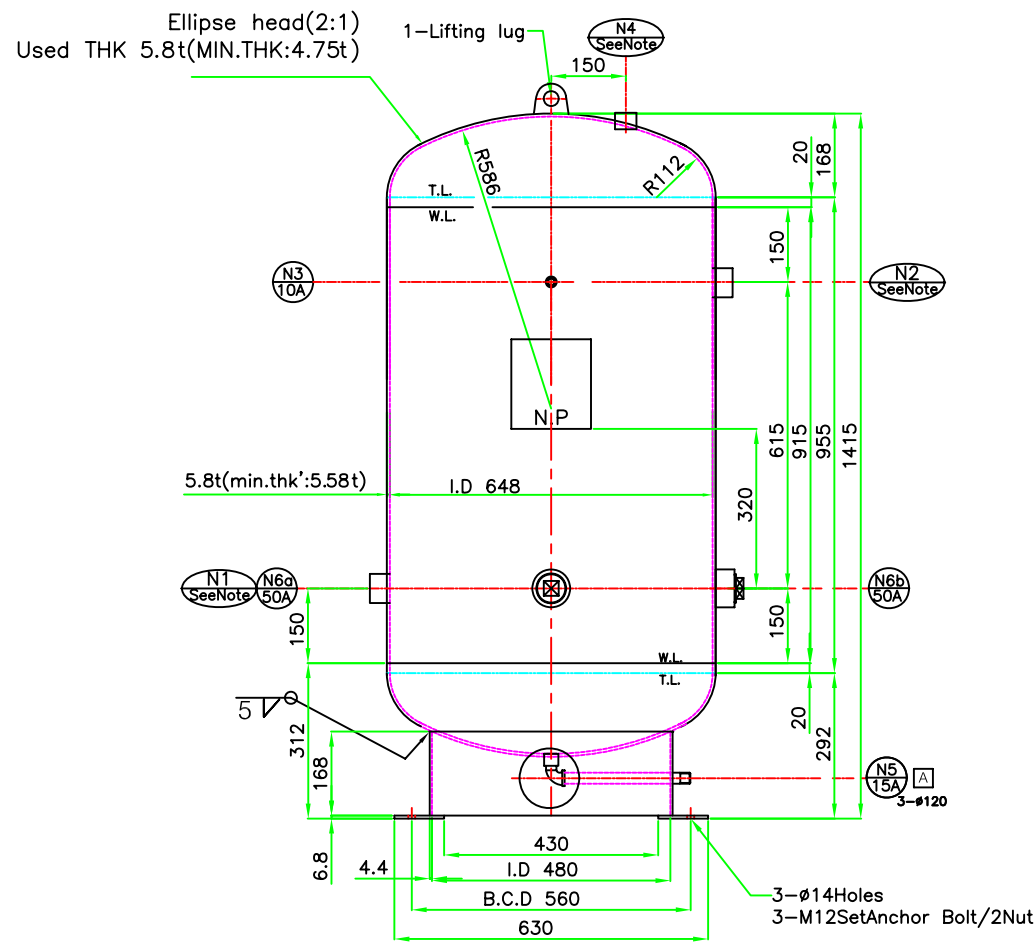 Ellipse head(2:1)
Used THK 5.8t(MIN.THK:4.75t)
1-Lifting lug
N4
SeeNote
150
20
168
R586
R112
T.L.
W.L.
150
N3
10A
N2
SeeNote
N.P
615
915
955
1415
5.8t(min.thk':5.58t)
I.D 648
320
N1
SeeNote
N6a
50A
N6b
50A
150
150
W.L.
T.L.
5
312
168
20
292
N5
15A
A
3-ø120
6.8
4.4
430
I.D 480
B.C.D 560
630
3-ø14Holes
3-M12SetAnchor Bolt/2Nut